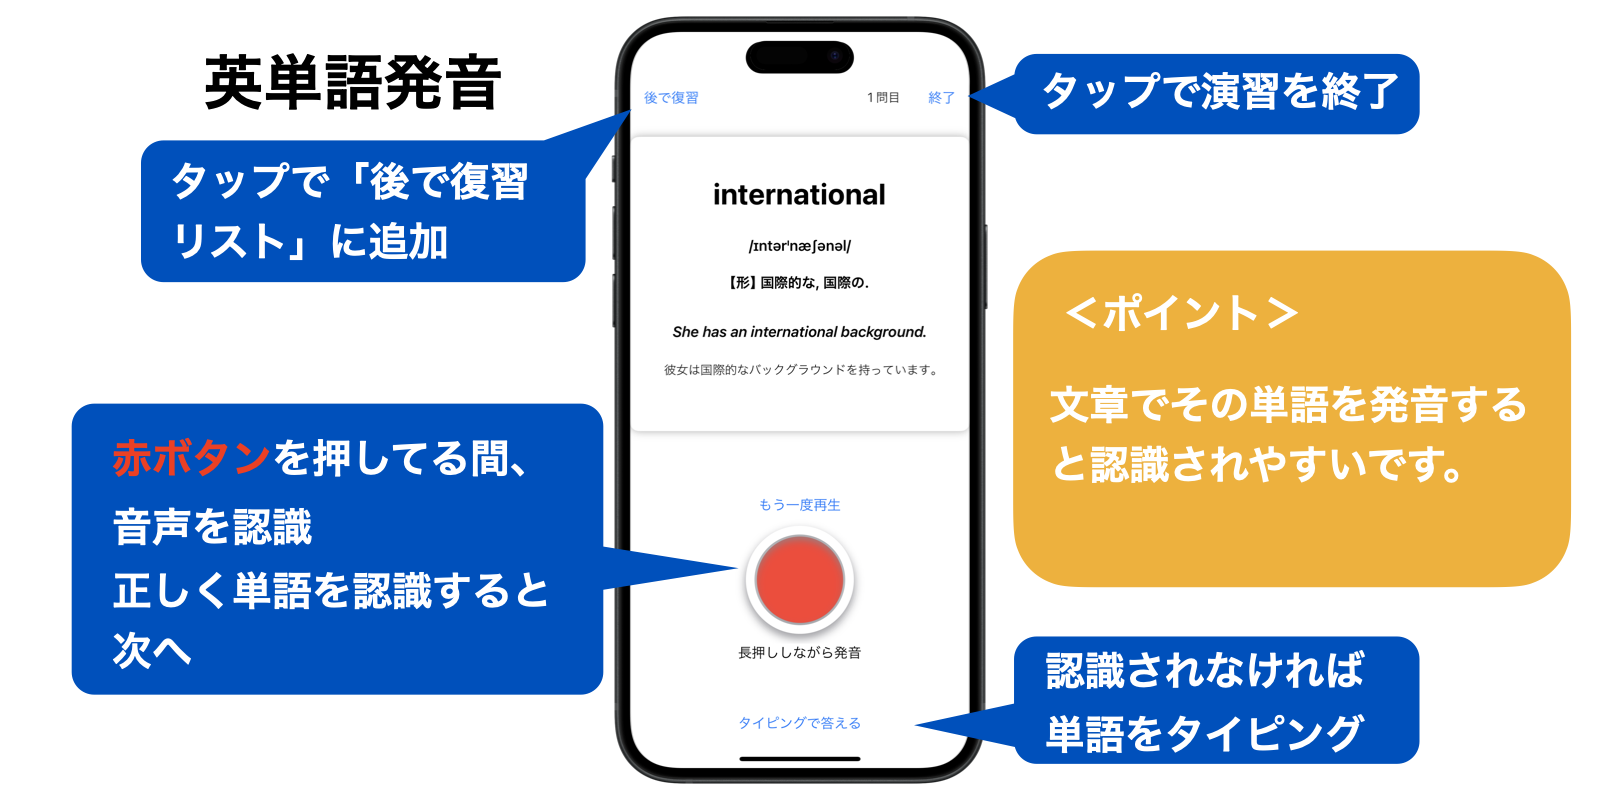 英単語発音
タップで「後で復習
リスト」に追加
赤ボタンを押してる間、
音声を認識
正しく単語を認識すると
次へ
後で復習
1問目
終了
international
/ɪntərˈnæʃənəl/
【形】国際的な, 国際の.
She has an international background.
彼女は国際的なバックグラウンドを持っています。
もう一度再生
長押ししながら発音
タイピングで答える
タップで演習を終了
＜ポイント＞
文章でその単語を発音する
と認識されやすいです。
認識されなければ
単語をタイピング